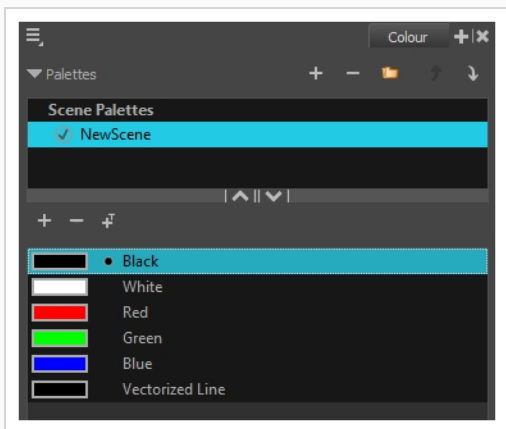 Colour
Palettes
Scene Palettes
NewScene
Black
White
Red
Green
Blue
Vectorized Line